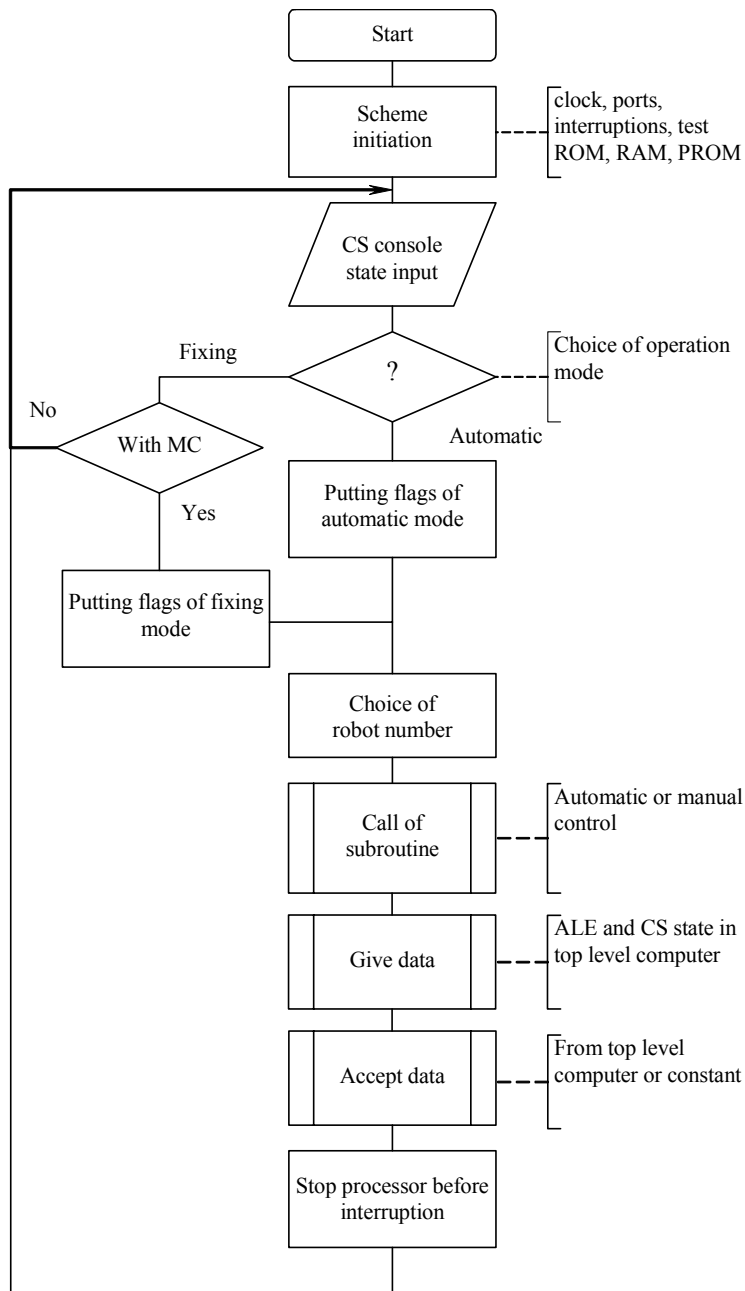 Start
Scheme
initiation
clock, ports,
interruptions, test
ROM, RAM, PROM
CS console
state input
Fixing
?
Choice of operation
mode
No
With MC
Automatic
Yes
Putting flags of
automatic mode
Putting flags of fixing
mode
Choice of
robot number
Call of
subroutine
Automatic or manual
control
Give data
ALE and CS state in
top level computer
Accept data
From top level
computer or constant
Stop processor before
interruption